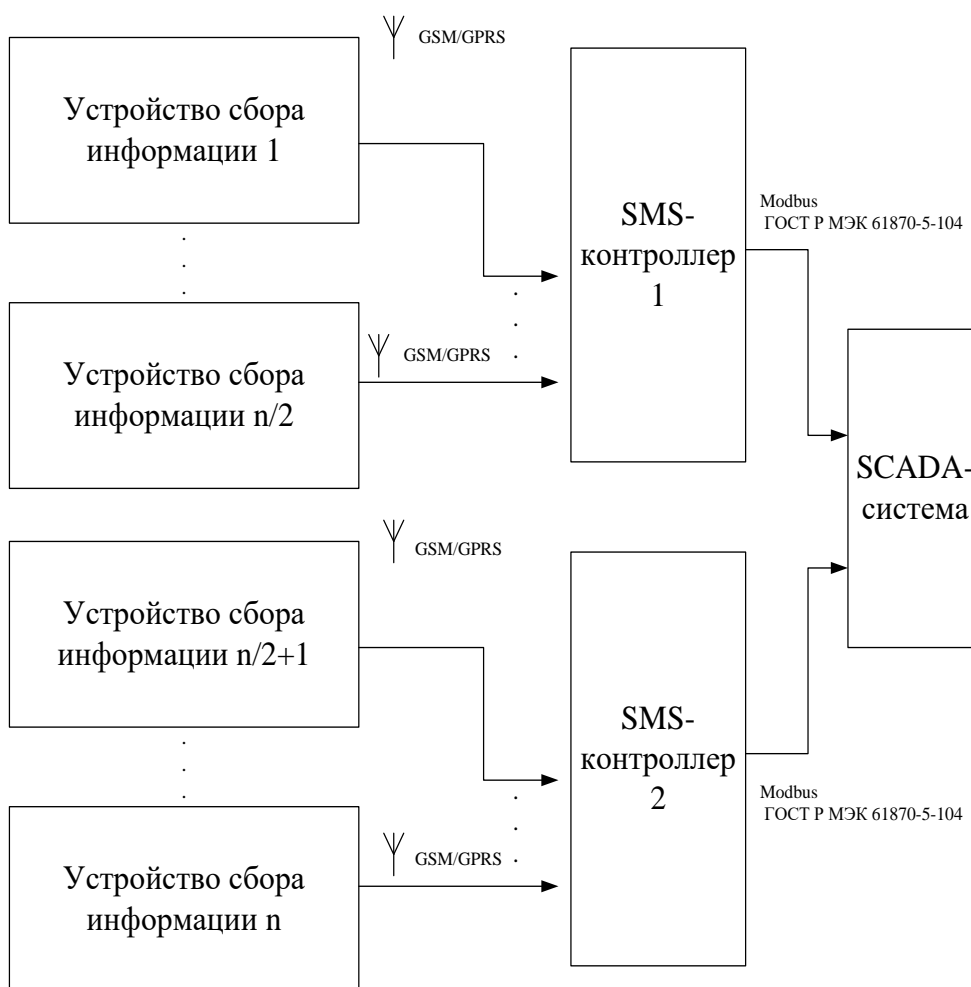 GSM/GPRS
Устройство сбора
информации 1
SMS-
контроллер
1
Modbus
ГОСТ Р МЭК 61870-5-104
Устройство сбора
информации n/2
GSM/GPRS
SCADA-
система
GSM/GPRS
Устройство сбора
информации n/2+1
SMS-
контроллер
2
Modbus
ГОСТ Р МЭК 61870-5-104
GSM/GPRS
Устройство сбора
информации n